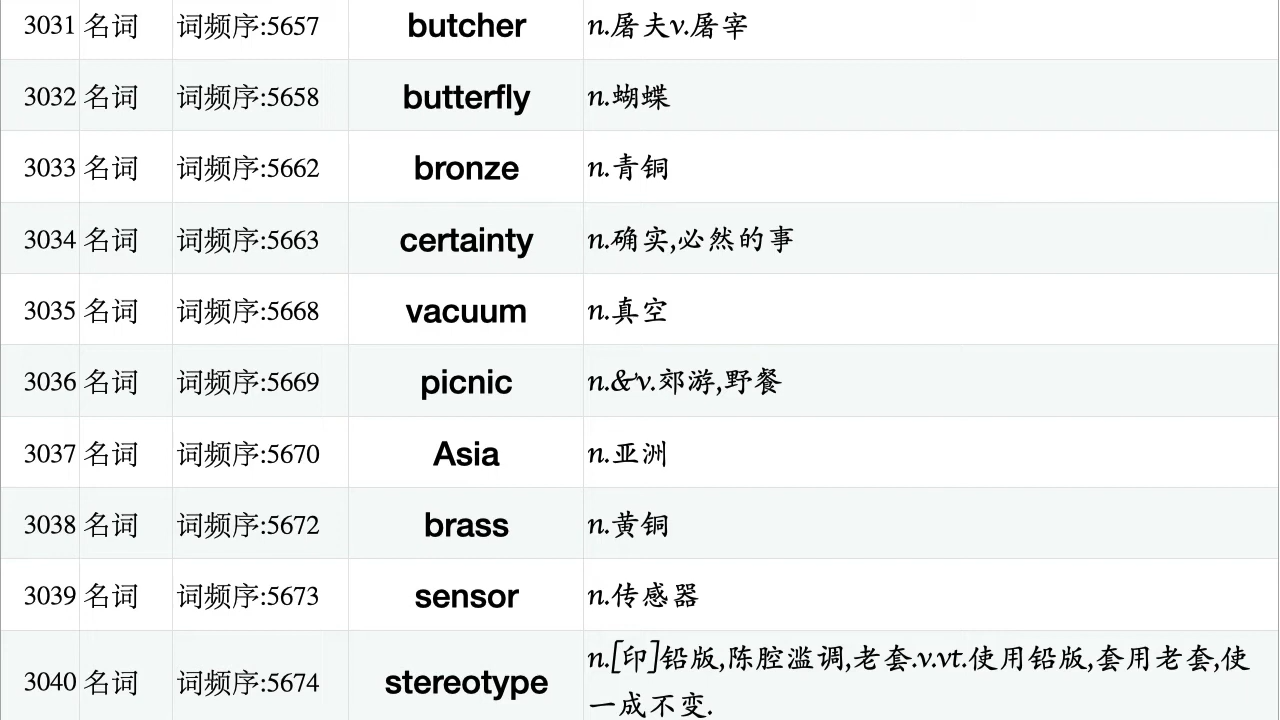 3031 名词 词频序:5657 butcher n.屠夫v.屠宰
3032 名词 词频序:5658 butterfly n.蝴蝶
3033 名词 词频序:5662 bronze n.青铜
3034 名词 词频序:5663 certainty n.确实,必然的事
3035 名词 词频序:5668 vacuum n.真空
3036 名词 词频序:5669 picnic n.&v.郊游,野餐
3037 名词 词频序:5670 Asia n.亚洲
3038 名词 词频序:5672 brass n.黄铜
3039 名词 词频序:5673 sensor n.传感器
3040 名词 词频序:5674 stereotype n.[印]铅版,陈腔滥调,老套.v.vt.使用铅版,套用老套,使
一成不变.